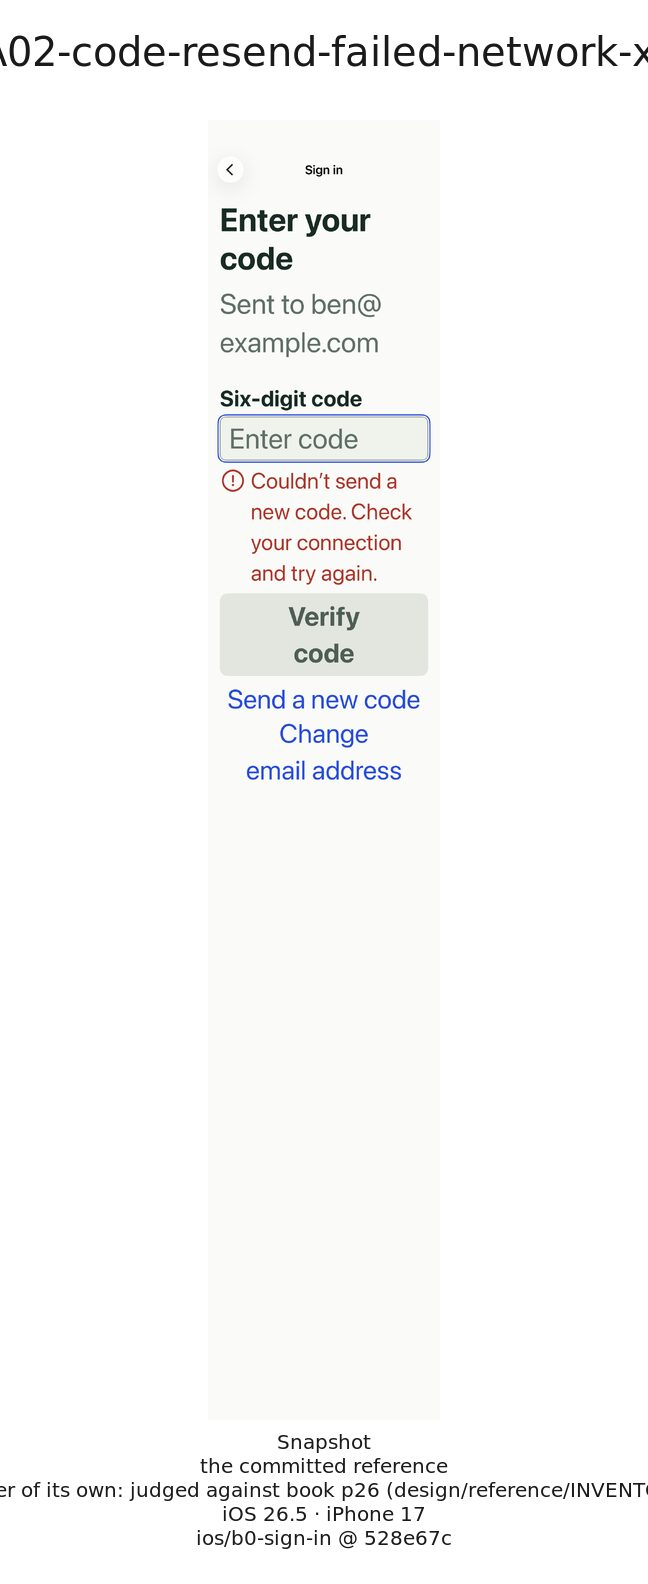 A02-code-resend-failed-network-x
Sign in
Enter your
code
Sent to ben@
example.com
Six-digit code
Enter code
Couldn’t send a
new code. Check
your connection
and try again.
Verify
code
Send a new code
Change
email address
Snapshot
the committed reference
er of its own: judged against book p26 (design/reference/INVENTO
iOS 26.5 · iPhone 17
ios/b0-sign-in @ 528e67c